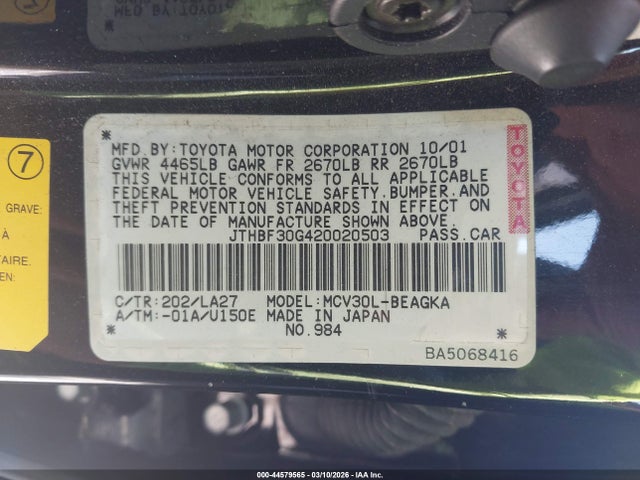 MFD BY TOYOTA
7
GRAVE:
À
MFD.BY:TOYOTA MOTOR CORPORATION 10/01
GVWR 4465LB GAWR FR 2670LB RR 2670LB
THIS VEHICLE CONFORMS TO ALL APPLICABLE
FEDERAL MOTOR VEHICLE SAFETY,BUMPER,AND
THEFT PREVENTION STANDARDS IN EFFECT ON
THE DATE OF MANUFACTURE SHOWN ABOVE.
JTHBF30G420020503 PASS.CAR
TOYOTA
C/TR:202/LA27 MODEL:MCV30L-BEAGKA
A/TM:-01A/U150E MADE IN JAPAN
NO.984
BA5068416
000-44579565 | 03/10/2026 | IAA Inc.